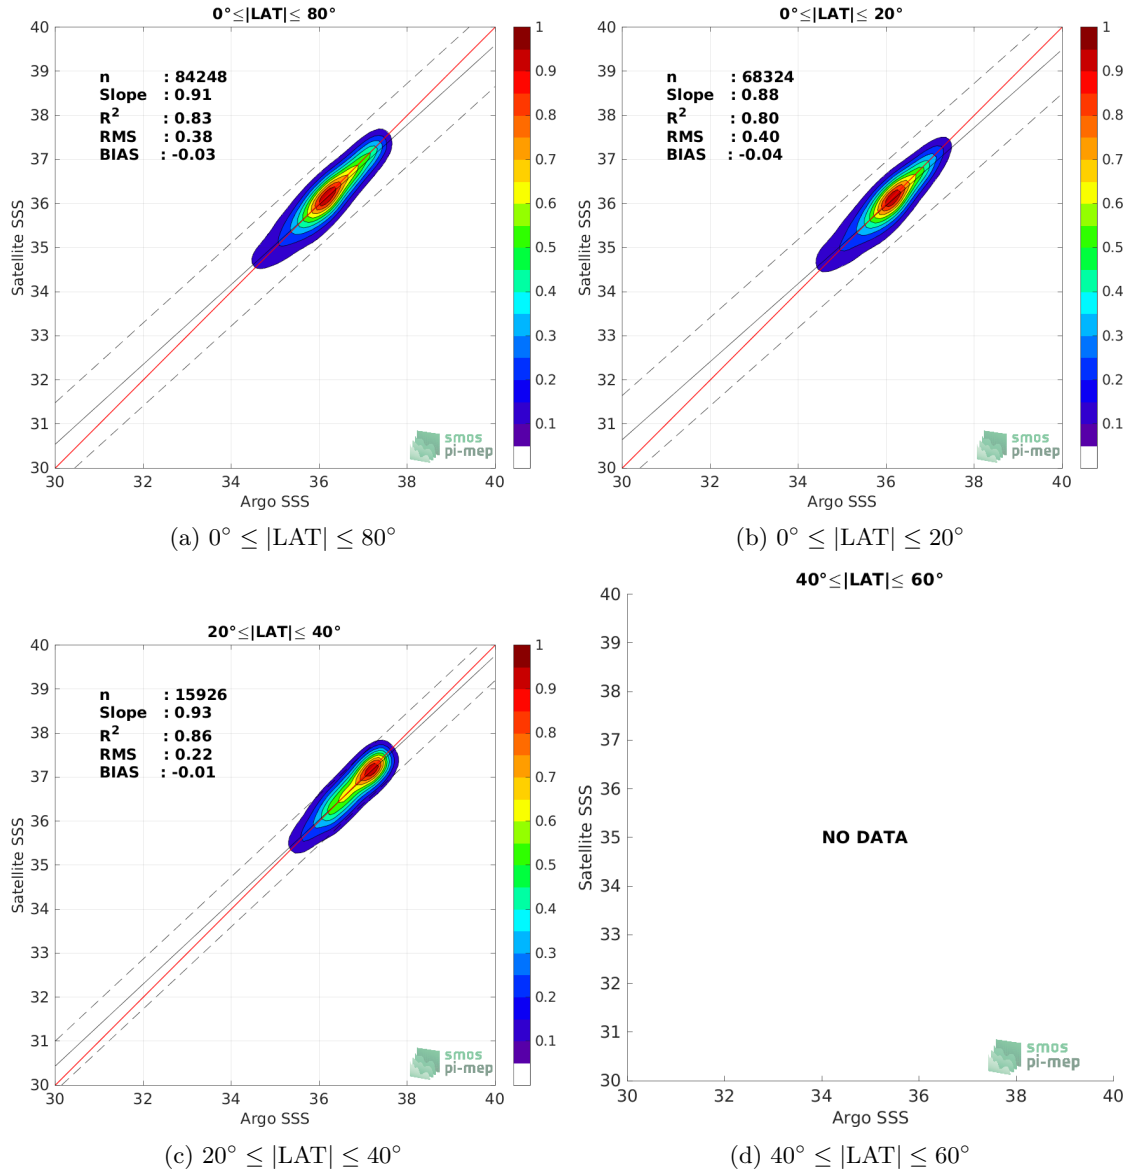 0°≤|LAT|≤ 80°
n : 84248
Slope : 0.91
R2 : 0.83
RMS : 0.38
BIAS : -0.03
40
39
38
37
36
35
34
33
32
31
30
30 32 34 36 38 40
Satellite SSS
Argo SSS
1
0.9
0.8
0.7
0.6
0.5
0.4
0.3
0.2
0.1
smos
pi-mep
(a) 0° ≤ |LAT| ≤ 80°
0°≤|LAT|≤ 20°
n : 68324
Slope : 0.88
R2 : 0.80
RMS : 0.40
BIAS : -0.04
40
39
38
37
36
35
34
33
32
31
30
30 32 34 36 38 40
Satellite SSS
Argo SSS
1
0.9
0.8
0.7
0.6
0.5
0.4
0.3
0.2
0.1
smos
pi-mep
(b) 0° ≤ |LAT| ≤ 20°
20°≤|LAT|≤ 40°
n : 15926
Slope : 0.93
R2 : 0.86
RMS : 0.22
BIAS : -0.01
40
39
38
37
36
35
34
33
32
31
30
30 32 34 36 38 40
Satellite SSS
Argo SSS
1
0.9
0.8
0.7
0.6
0.5
0.4
0.3
0.2
0.1
smos
pi-mep
(c) 20° ≤ |LAT| ≤ 40°
40°≤|LAT|≤ 60°
40
39
38
37
36
35
34
33
32
31
30
30 32 34 36 38 40
Satellite SSS
NO DATA
Argo SSS
smos
pi-mep
(d) 40° ≤ |LAT| ≤ 60°